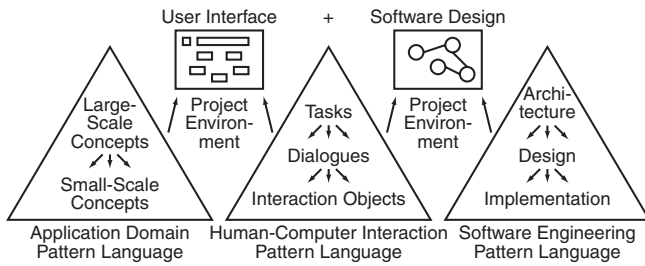 User Interface + Software Design
Large-
Scale
Concepts
Small-Scale
Concepts
Project
Environ-
ment
Tasks
Dialogues
Interaction Objects
Project
Environ-
ment
Archi-
tecture
Design
Implementation
Application Domain
Pattern Language
Human-Computer Interaction
Pattern Language
Software Engineering
Pattern Language